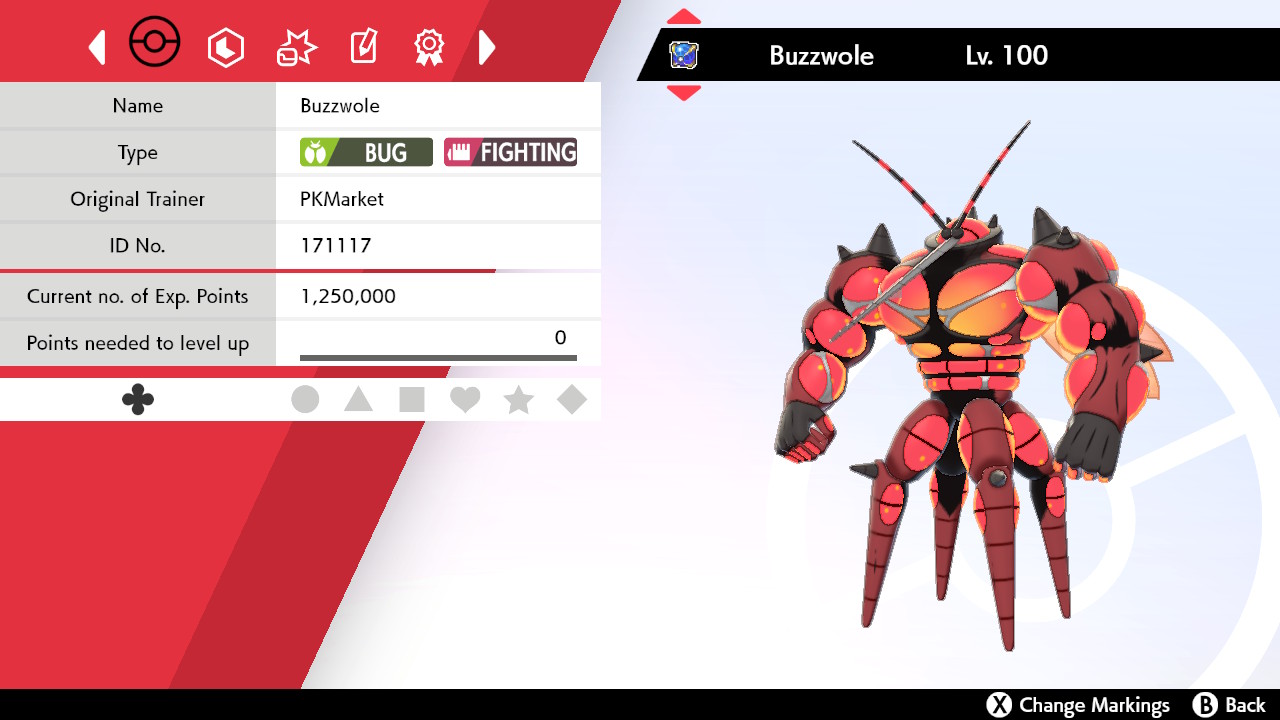 Buzzwole Lv. 100
Name Buzzwole
Type BUG FIGHTING
Original Trainer PKMarket
ID No. 171117
Current no. of Exp. Points 1,250,000
Points needed to level up 0
X Change Markings B Back